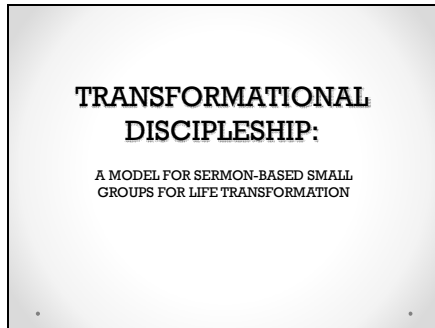 TRANSFORMATIONAL
DISCIPLESHIP:
A MODEL FOR SERMON-BASED SMALL
GROUPS FOR LIFE TRANSFORMATION